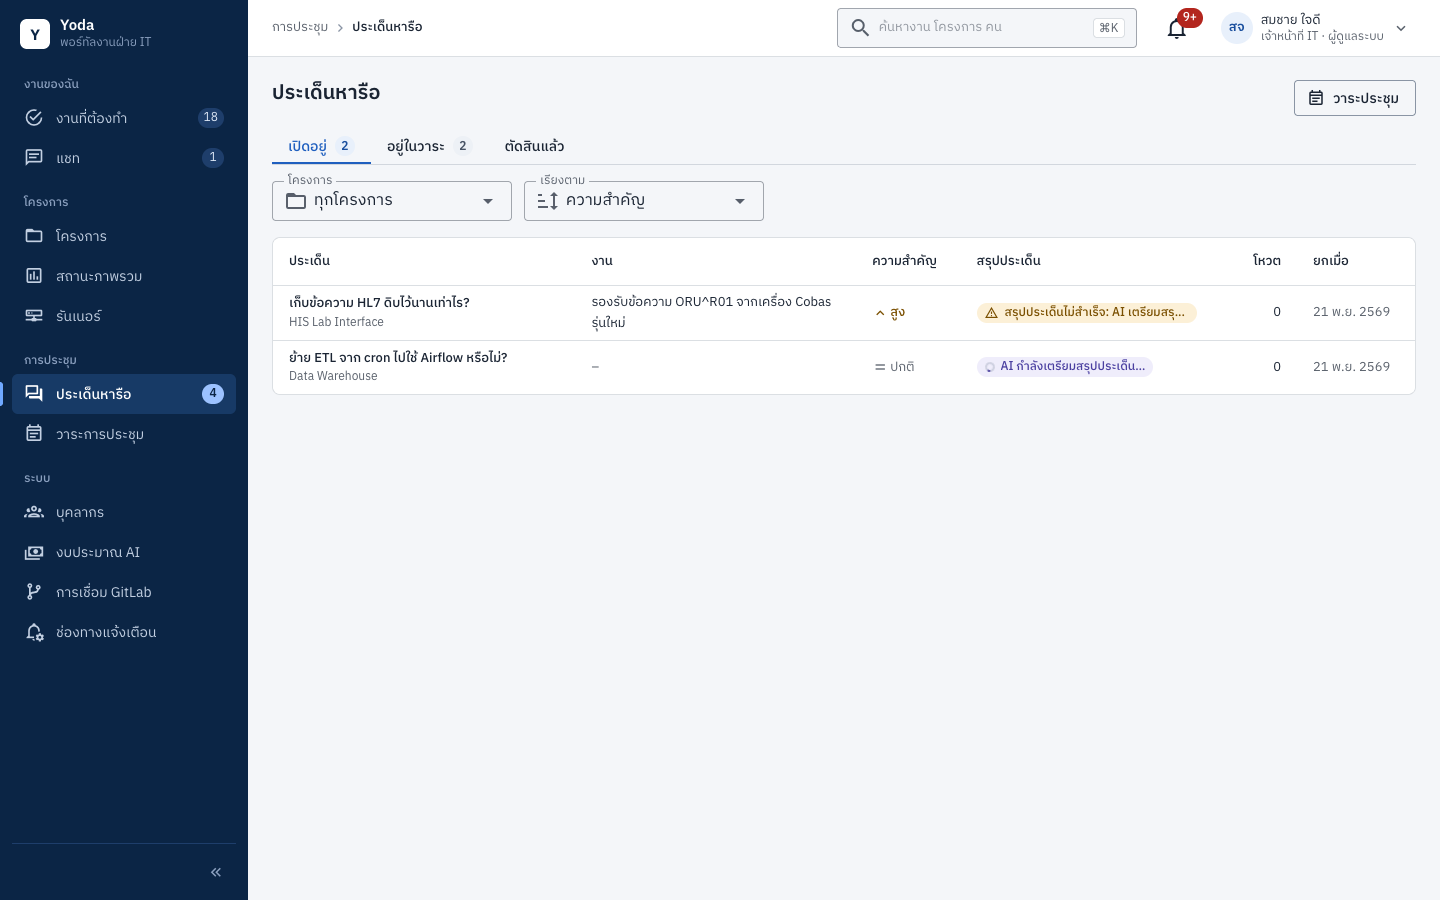 Y
Yoda
พอร์ทัลงานฝ่าย IT
งานของฉัน
งานที่ต้องทำ 18
แชท 1
โครงการ
โครงการ
สถานะภาพรวม
รันเนอร์
การประชุม
ประเด็นหารือ 4
วาระการประชุม
ระบบ
บุคลากร
งบประมาณ AI
การเชื่อม GitLab
ช่องทางแจ้งเตือน
การประชุม > ประเด็นหารือ
ค้นหางาน โครงการ คน ⌘K
9+
สจ
สมชาย ใจดี
เจ้าหน้าที่ IT · ผู้ดูแลระบบ
ประเด็นหารือ
วาระประชุม
เปิดอยู่ 2 อยู่ในวาระ 2 ตัดสินแล้ว
โครงการ
ทุกโครงการ
เรียงตาม
ความสำคัญ
ประเด็น งาน ความสำคัญ สรุปประเด็น โหวต ยกเมื่อ
เก็บข้อความ HL7 ดิบไว้นานเท่าไร?
HIS Lab Interface
รองรับข้อความ ORU^R01 จากเครื่อง Cobas
รุ่นใหม่
สูง
สรุปประเด็นไม่สำเร็จ: AI เตรียมสรุ...
0
21 พ.ย. 2569
ย้าย ETL จาก cron ไปใช้ Airflow หรือไม่?
Data Warehouse
–
ปกติ
AI กำลังเตรียมสรุปประเด็น...
0
21 พ.ย. 2569